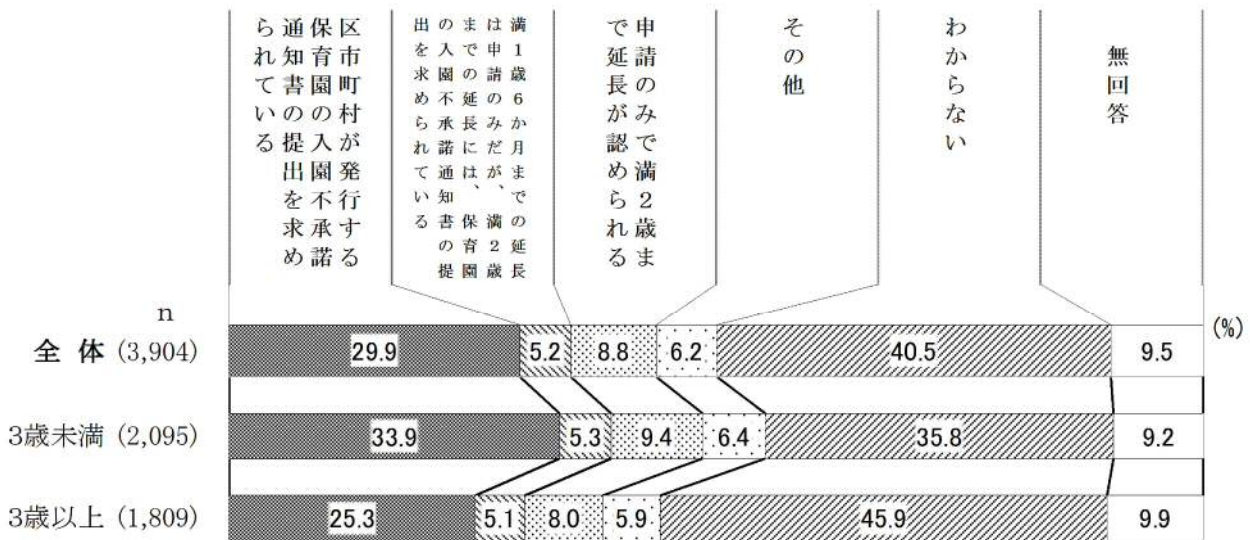 区市町村が発行する
保育園の入園不承諾
通知書の提出を求め
られている
満１歳６か月までの延長
は申請のみだが、満２歳
までの延長には、保育園
の入園不承諾通知書の提
出を求められている
申請のみで満２歳ま
で延長が認められる
その他
わからない
無回答
n
(%)
全 体 (3,904) 29.9 5.2 8.8 6.2 40.5 9.5
3歳未満 (2,095) 33.9 5.3 9.4 6.4 35.8 9.2
3歳以上 (1,809) 25.3 5.1 8.0 5.9 45.9 9.9